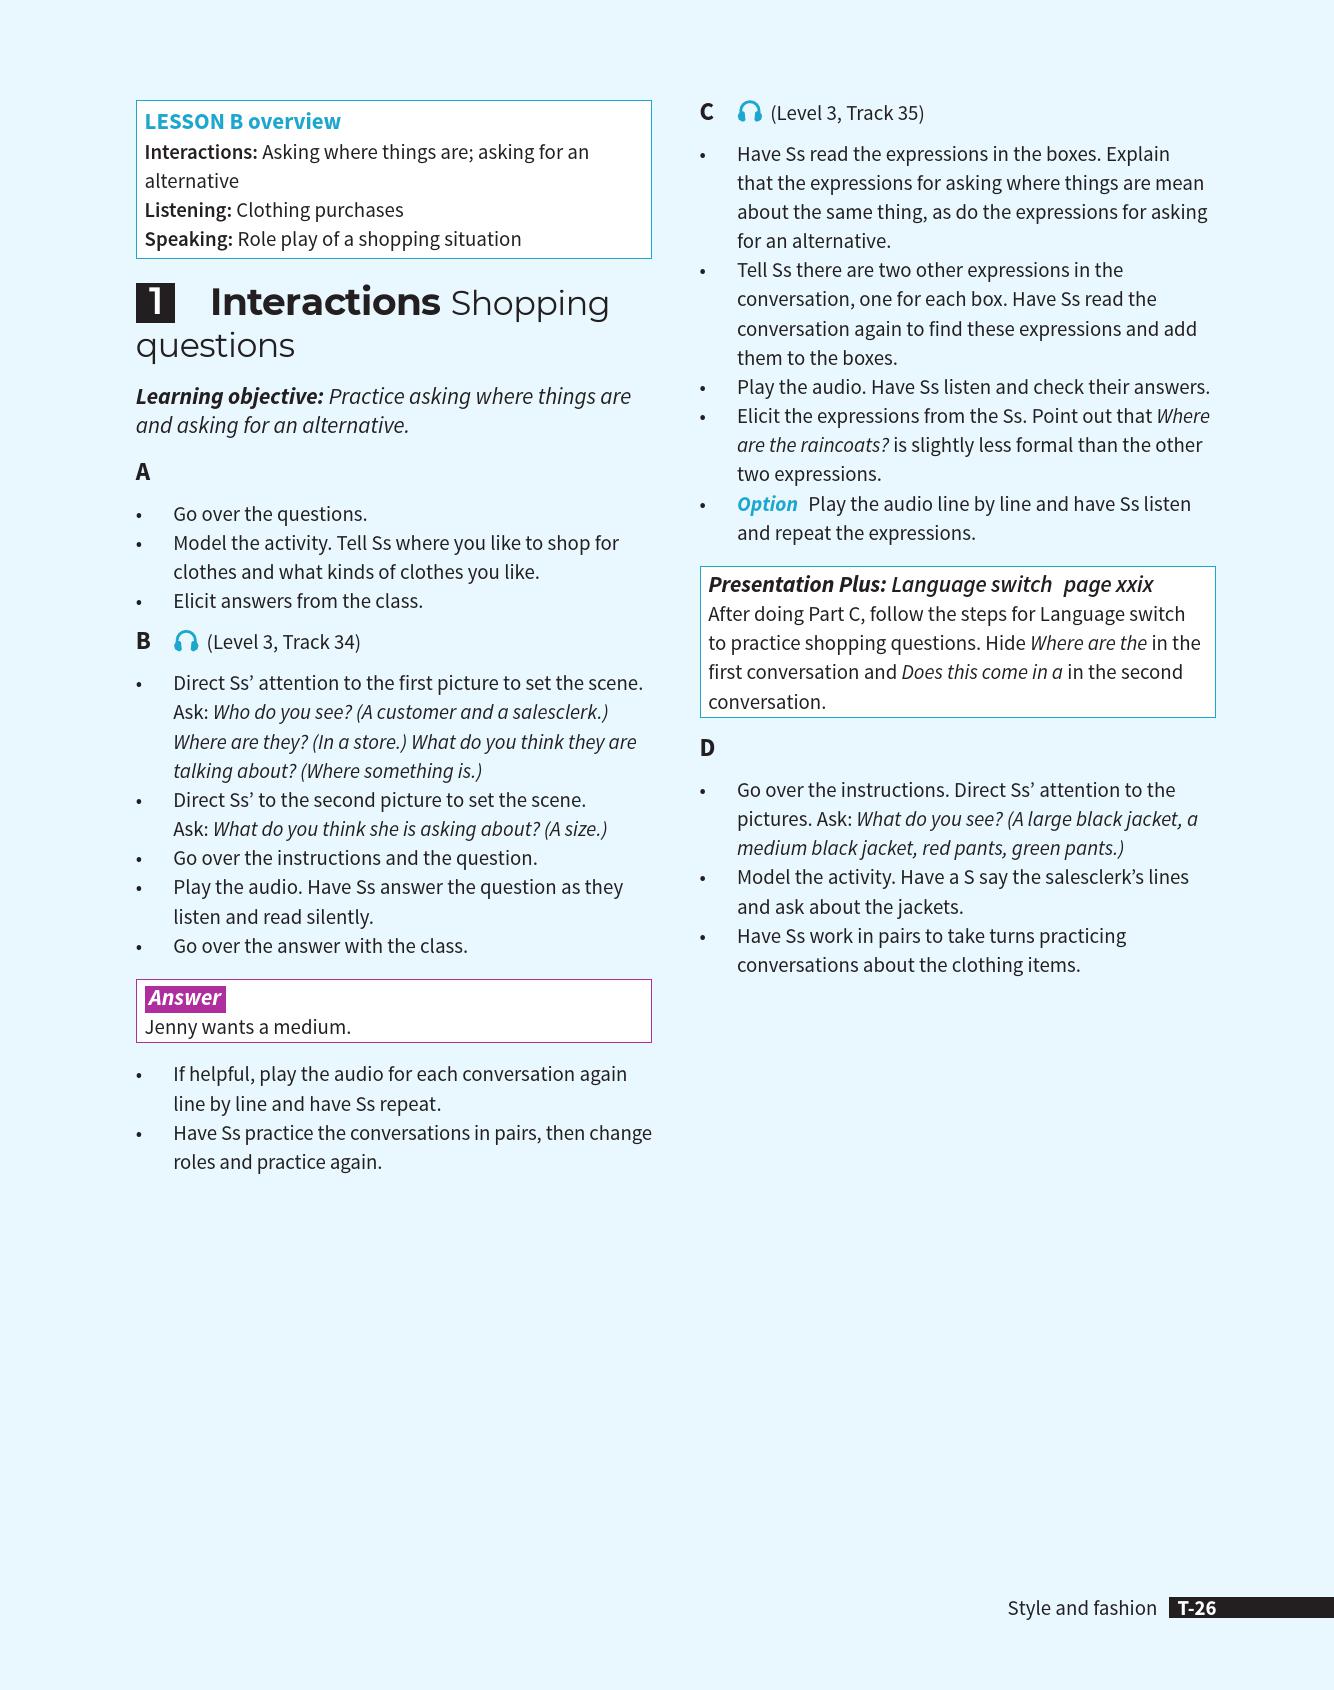 LESSON B overview
Interactions: Asking where things are; asking for an
alternative
Listening: Clothing purchases
Speaking: Role play of a shopping situation
1 Interactions Shopping
questions
Learning objective: Practice asking where things are
and asking for an alternative.
A
• Go over the questions.
• Model the activity. Tell Ss where you like to shop for
clothes and what kinds of clothes you like.
• Elicit answers from the class.
B (Level 3, Track 34)
• Direct Ss’ attention to the first picture to set the scene.
Ask: Who do you see? (A customer and a salesclerk.)
Where are they? (In a store.) What do you think they are
talking about? (Where something is.)
• Direct Ss’ to the second picture to set the scene.
Ask: What do you think she is asking about? (A size.)
• Go over the instructions and the question.
• Play the audio. Have Ss answer the question as they
listen and read silently.
• Go over the answer with the class.
Answer
Jenny wants a medium.
• If helpful, play the audio for each conversation again
line by line and have Ss repeat.
• Have Ss practice the conversations in pairs, then change
roles and practice again.
C (Level 3, Track 35)
• Have Ss read the expressions in the boxes. Explain
that the expressions for asking where things are mean
about the same thing, as do the expressions for asking
for an alternative.
• Tell Ss there are two other expressions in the
conversation, one for each box. Have Ss read the
conversation again to find these expressions and add
them to the boxes.
• Play the audio. Have Ss listen and check their answers.
• Elicit the expressions from the Ss. Point out that Where
are the raincoats? is slightly less formal than the other
two expressions.
• Option Play the audio line by line and have Ss listen
and repeat the expressions.
Presentation Plus: Language switch page xxix
After doing Part C, follow the steps for Language switch
to practice shopping questions. Hide Where are the in the
first conversation and Does this come in a in the second
conversation.
D
• Go over the instructions. Direct Ss’ attention to the
pictures. Ask: What do you see? (A large black jacket, a
medium black jacket, red pants, green pants.)
• Model the activity. Have a S say the salesclerk’s lines
and ask about the jackets.
• Have Ss work in pairs to take turns practicing
conversations about the clothing items.
Style and fashion T-26